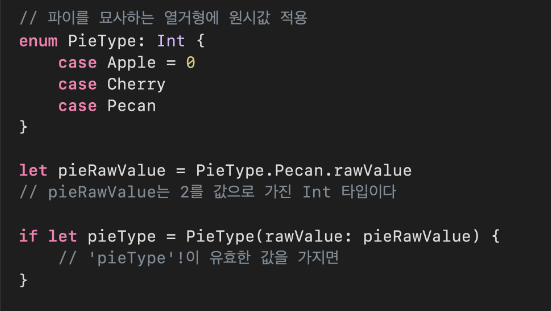 // 파이를 묘사하는 열거형에 원시값 적용
enum PieType: Int {
    case Apple = 0
    case Cherry
    case Pecan
}

let pieRawValue = PieType.Pecan.rawValue
// pieRawValue는 2를 값으로 가진 Int 타입이다

if let pieType = PieType(rawValue: pieRawValue) {
    // 'pieType'!이 유효한 값을 가지면
}